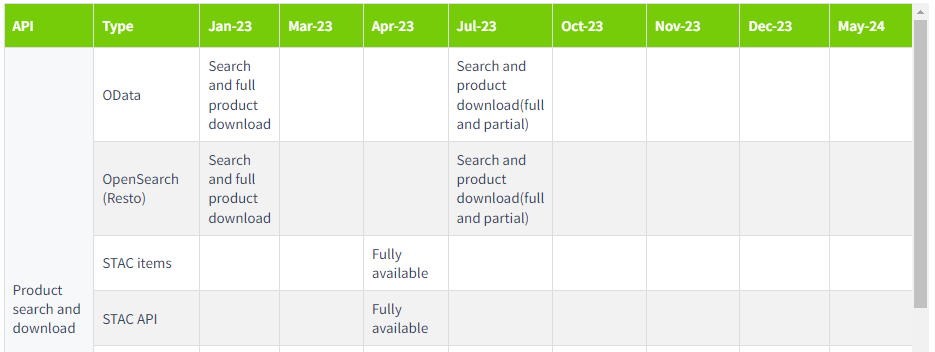 API Type Jan-23 Mar-23 Apr-23 Jul-23 Oct-23 Nov-23 Dec-23 May-24
OData
Search
and full
product
download
Search and
product
download(full
and partial)
OpenSearch
(Resto)
Search
and full
product
download
Search and
product
download(full
and partial)
STAC items
Fully
available
Product
search and
download
STAC API
Fully
available